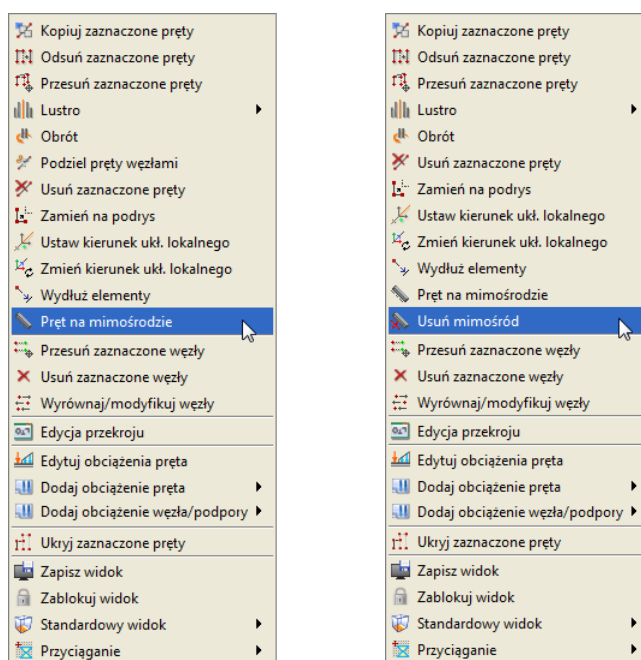 Kopiuj zaznaczone pręty
Odsuń zaznaczone pręty
Przesuń zaznaczone pręty
Lustro
Obrót
Podziel pręty węzłami
Usuń zaznaczone pręty
Zamień na podrys
Ustaw kierunek ukł. lokalnego
Zmień kierunek ukł. lokalnego
Wydłuż elementy
Pręt na mimośrodzie
Przesuń zaznaczone węzły
Usuń zaznaczone węzły
Wyrównaj/modyfikuj węzły
Edycja przekroju
Edytuj obciążenia pręta
Dodaj obciążenie pręta
Dodaj obciążenie węzła/podpory
Ukryj zaznaczone pręty
Zapisz widok
Zablokuj widok
Standardowy widok
Przyciąganie
Kopiuj zaznaczone pręty
Odsuń zaznaczone pręty
Przesuń zaznaczone pręty
Lustro
Obrót
Usuń zaznaczone pręty
Zamień na podrys
Ustaw kierunek ukł. lokalnego
Zmień kierunek ukł. lokalnego
Wydłuż elementy
Pręt na mimośrodzie
Usuń mimośród
Przesuń zaznaczone węzły
Usuń zaznaczone węzły
Wyrównaj/modyfikuj węzły
Edycja przekroju
Edytuj obciążenia pręta
Dodaj obciążenie pręta
Dodaj obciążenie węzła/podpory
Ukryj zaznaczone pręty
Zapisz widok
Zablokuj widok
Standardowy widok
Przyciąganie